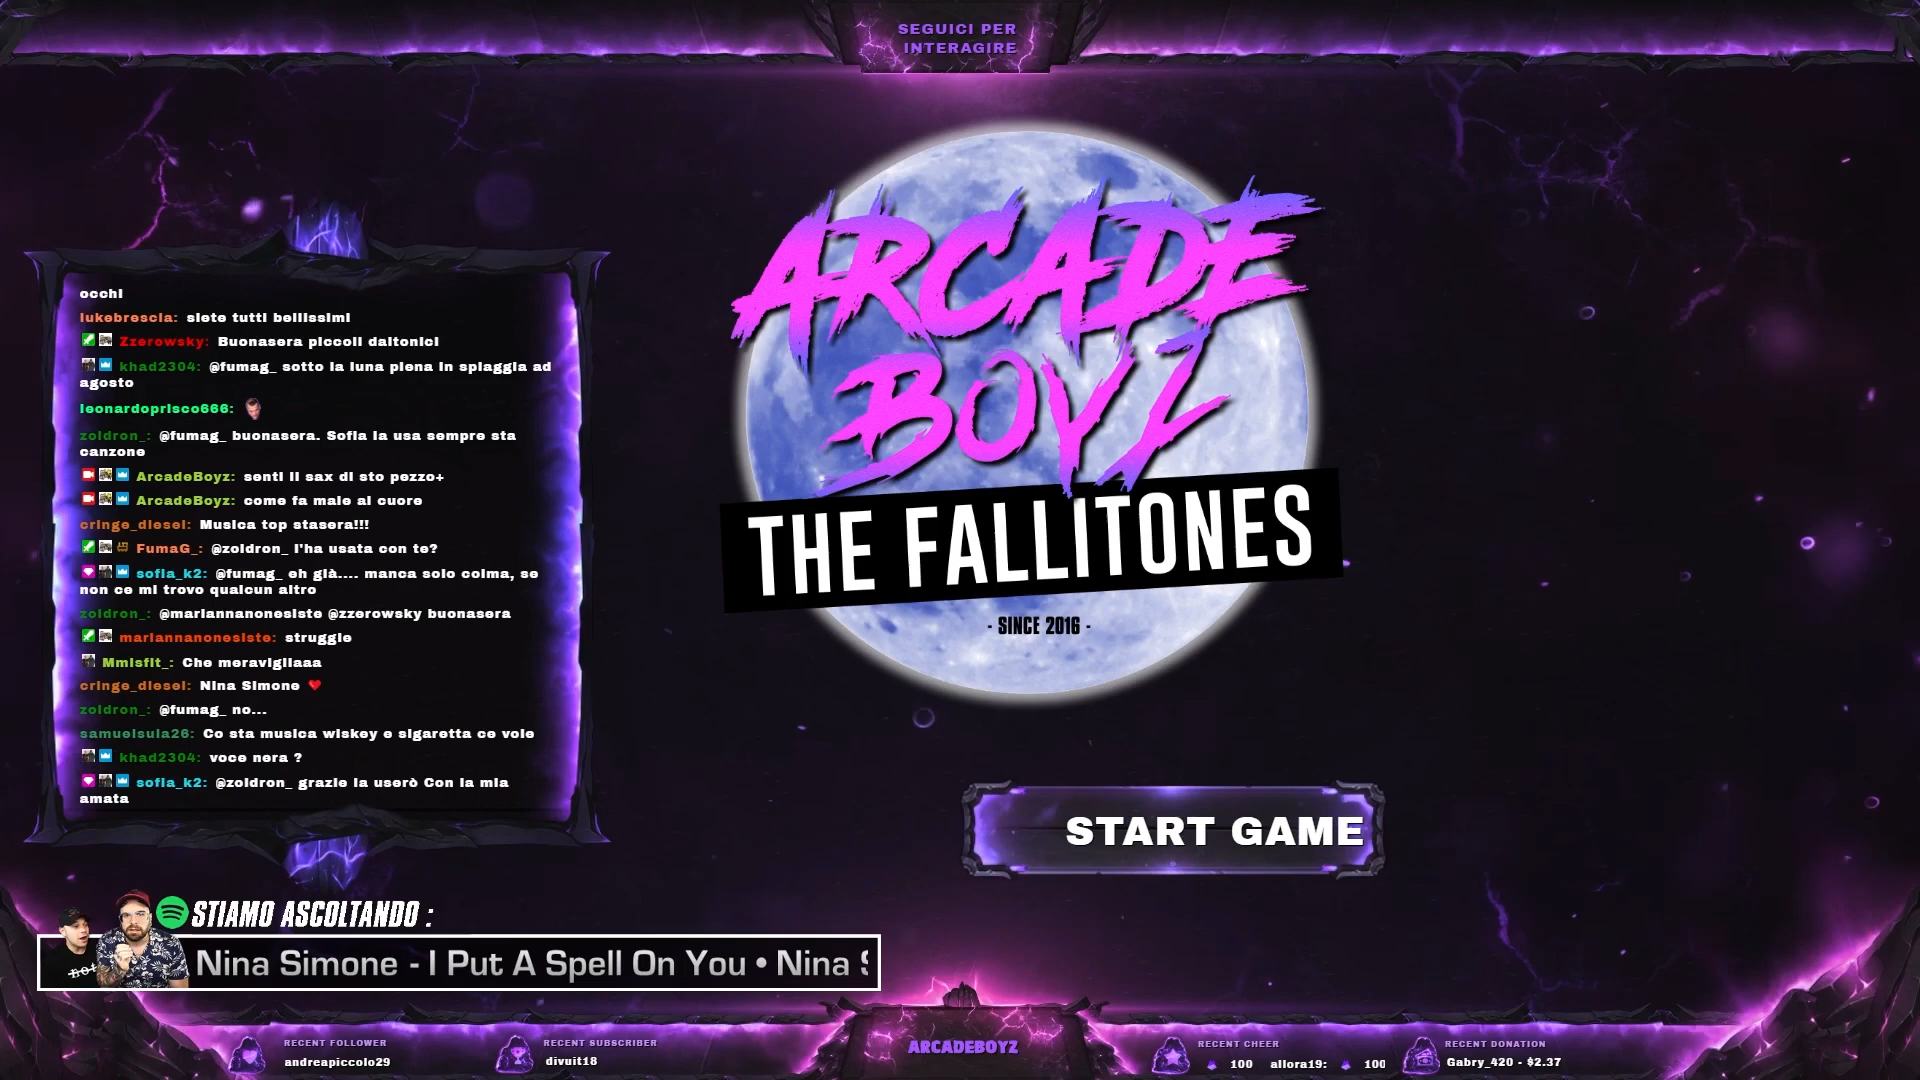 SEGUICI PER
INTERAGIRE
ARCADE
BOYZ
THE FALLITONES
- SINCE 2016 -
START GAME
occhi
lukebrescia: siete tutti bellissimi
Zzerowsky: Buonasera piccoli daltonici
khad2304: @fumag_ sotto la luna piena in spiaggia ad
agosto
leonardoprisco666:
zoldron_: @fumag_ buonasera. Sofia la usa sempre sta
canzone
ArcadeBoyz: senti il sax di sto pezzo+
ArcadeBoyz: come fa male al cuore
cringe_diesel: Musica top stasera!!!
FumaG_: @zoldron_ l'ha usata con te?
sofia_k2: @fumag_ eh già.... manca solo colma, se
non ce mi trovo qualcun altro
zoldron_: @mariannanonesiste @zzerowsky buonasera
mariannanonesiste: struggle
Mmisfit_: Che meravigliaaa
cringe_diesel: Nina Simone ❤
zoldron_: @fumag_ no...
samuelsula26: Co sta musica wiskey e sigaretta ce vole
khad2304: voce nera ?
sofia_k2: @zoldron_ grazie la userò Con la mia
amata
STIAMO ASCOLTANDO :
Nina Simone - I Put A Spell On You • Nina S
RECENT FOLLOWER
andreapiccolo29
RECENT SUBSCRIBER
divuit18
ARCADEBOYZ
RECENT CHEER
100 allora19: 100
RECENT DONATION
Gabry_420 - $2.37